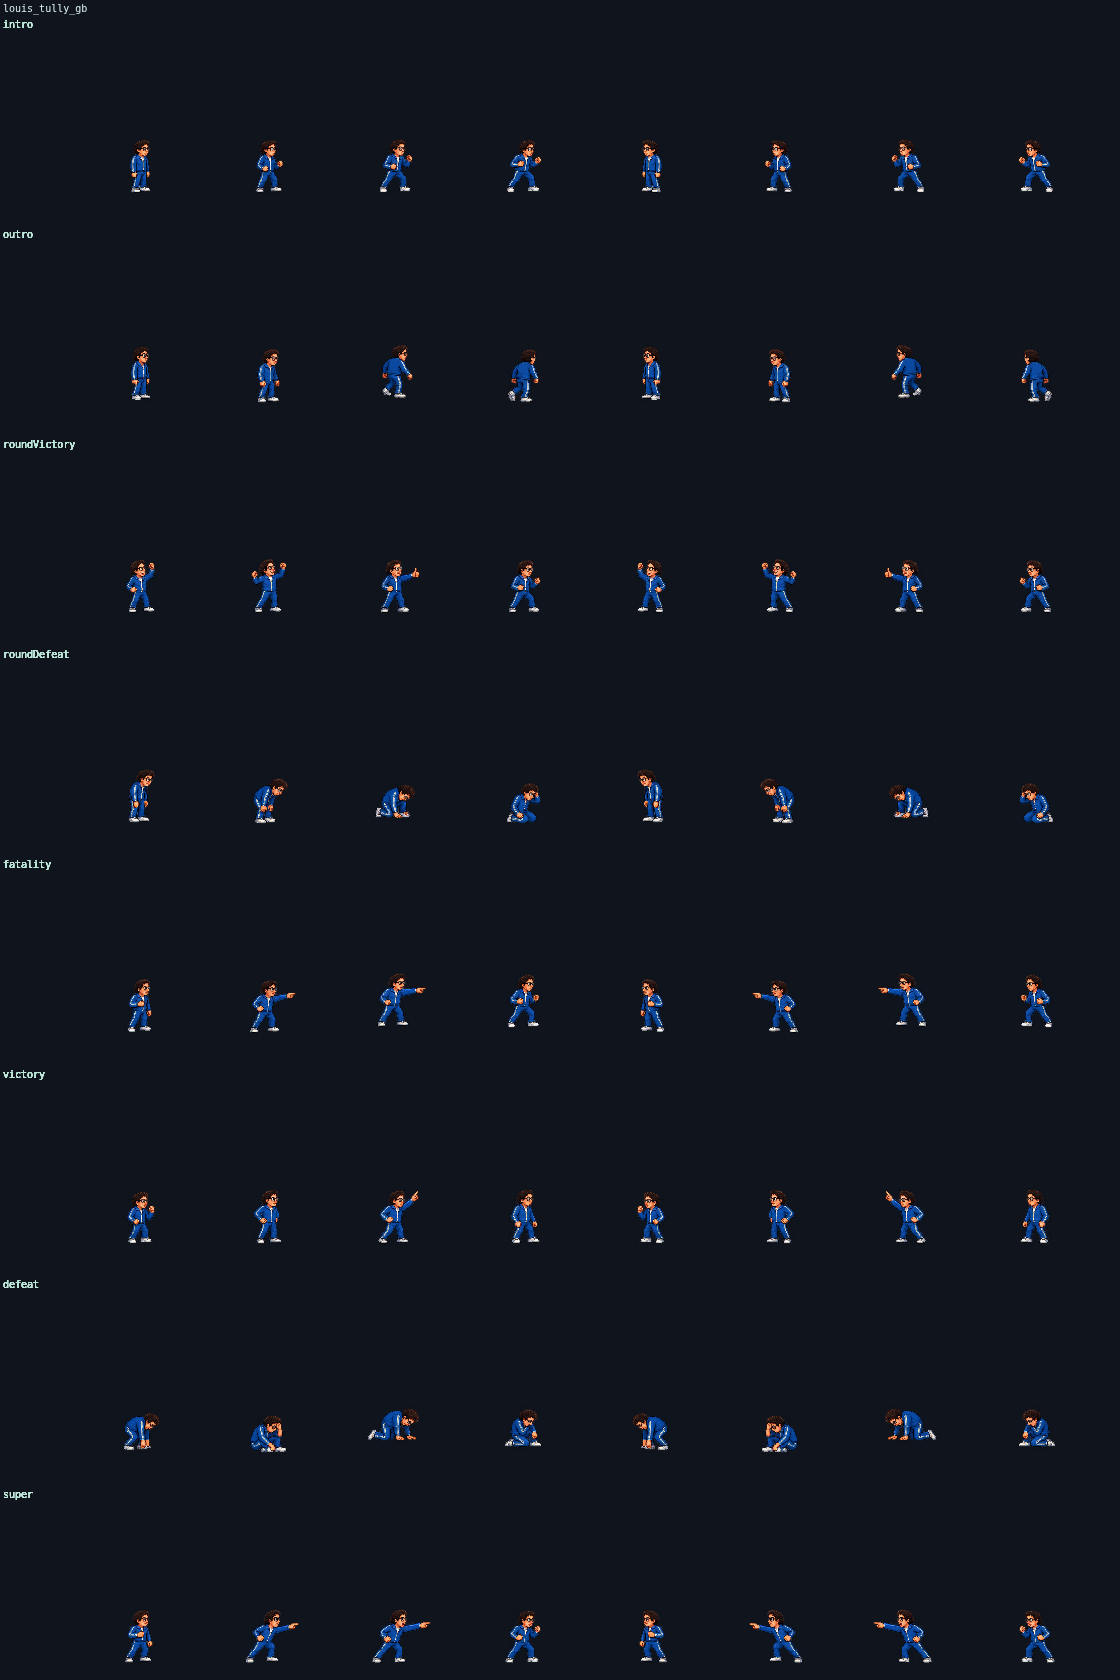 louis_tully_gb
intro
outro
roundVictory
roundDefeat
fatality
victory
defeat
super